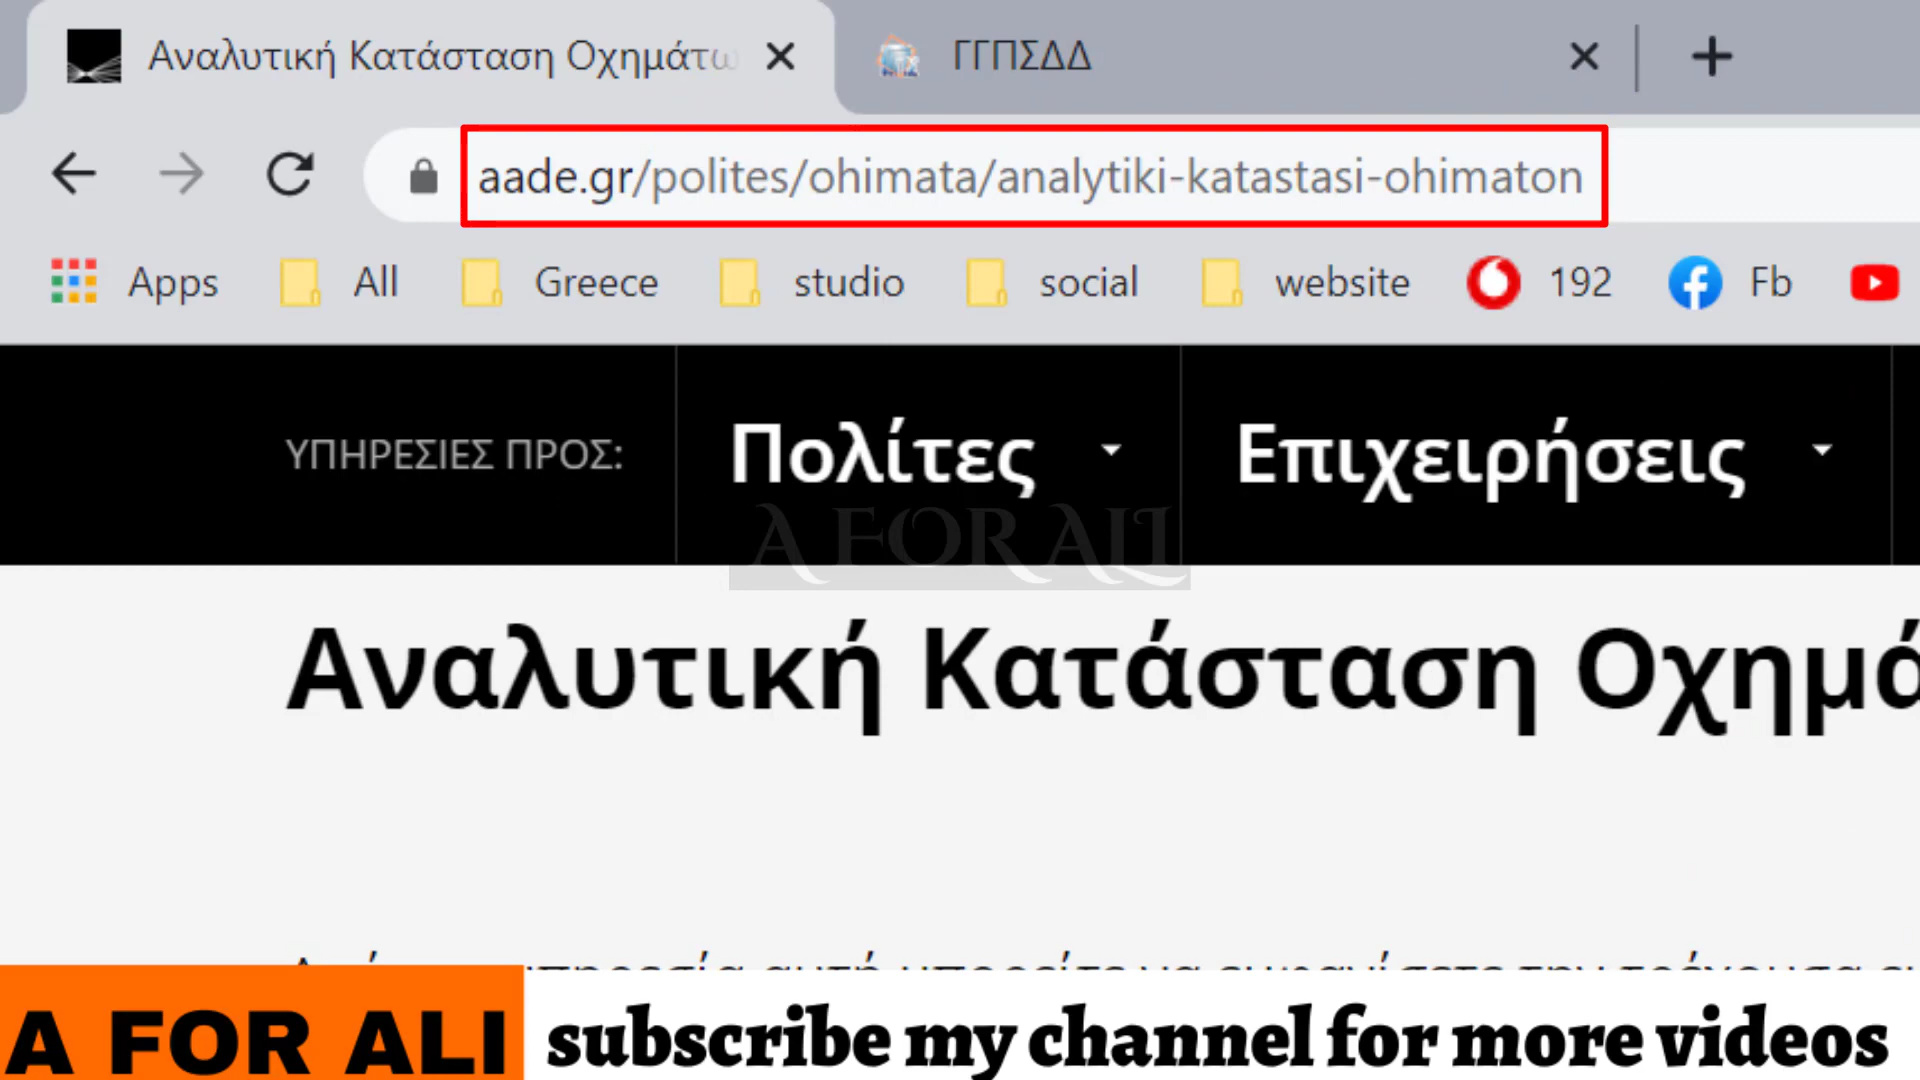 Αναλυτική Κατάσταση Οχημάτω
ΓΓΠΣΔΔ
aade.gr/polites/ohimata/analytiki-katastasi-ohimaton
Apps All Greece studio social website 192 Fb
ΥΠΗΡΕΣΙΕΣ ΠΡΟΣ: Πολίτες Επιχειρήσεις
A FOR ALI
Αναλυτική Κατάσταση Οχημά
A FOR ALI subscribe my channel for more videos